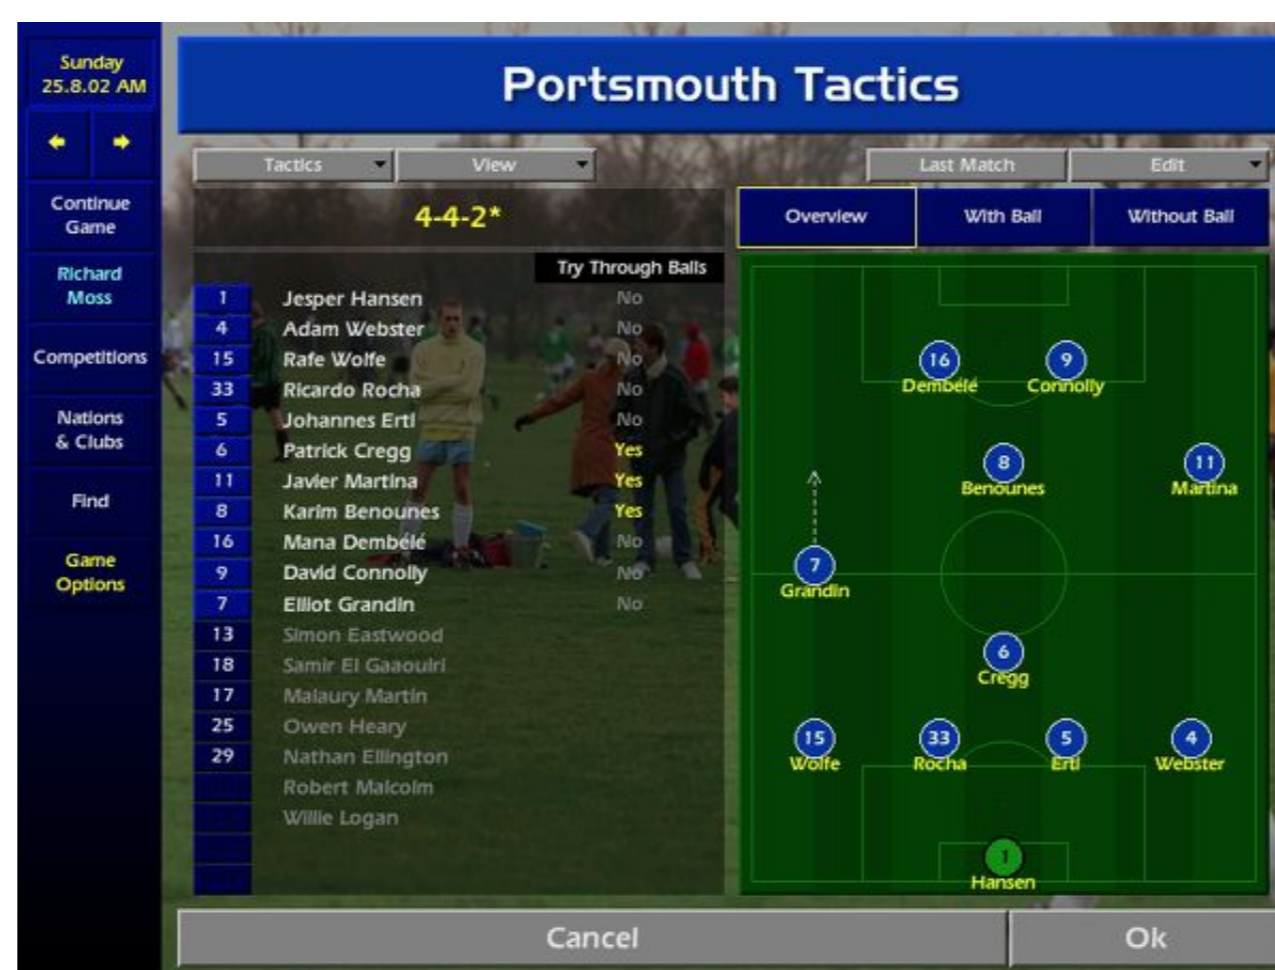 Sunday
25.8.02 AM
Continue
Game
Richard
Moss
Competitions
Nations
& Clubs
Find
Game
Options
Portsmouth Tactics
Tactics View Last Match Edit
4-4-2*
Overview With Ball Without Ball
Try Through Balls
1 Jesper Hansen No
4 Adam Webster No
15 Rafe Wolfe No
33 Ricardo Rocha No
5 Johannes Ertl No
6 Patrick Cregg Yes
11 Javier Martina Yes
8 Karim Benounes Yes
16 Mana Dembélé No
9 David Connolly No
7 Elliot Grandin No
13 Simon Eastwood
18 Samir El Gaaouiri
17 Malaury Martin
25 Owen Heary
29 Nathan Ellington
Robert Malcolm
Willie Logan
16 9
Dembélé Connolly
8 11
Benounes Martina
7
Grandin
6
Cregg
15 33 5 4
Wolfe Rocha Ertl Webster
1
Hansen
Cancel Ok